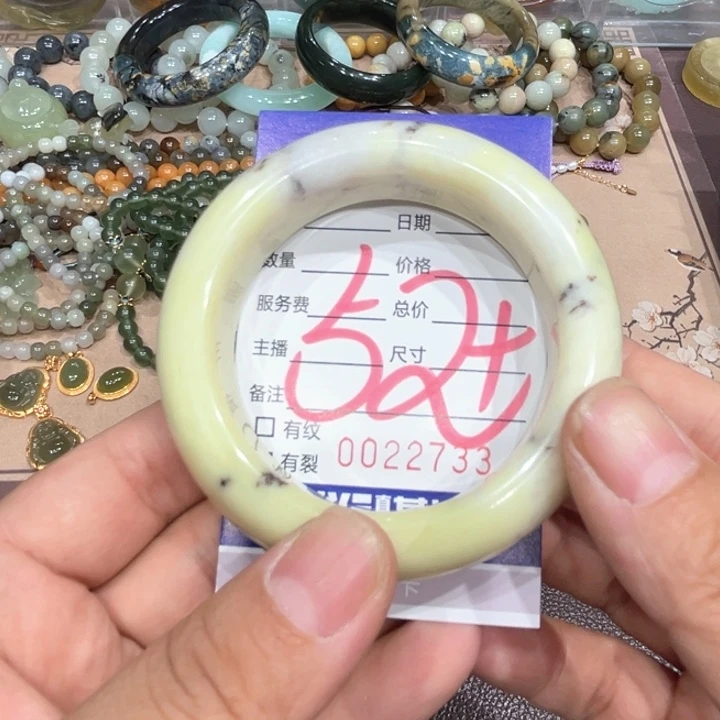 日期
数量 价格
服务费 总价
主播 尺寸
备注
52+
有纹
有裂 0022733